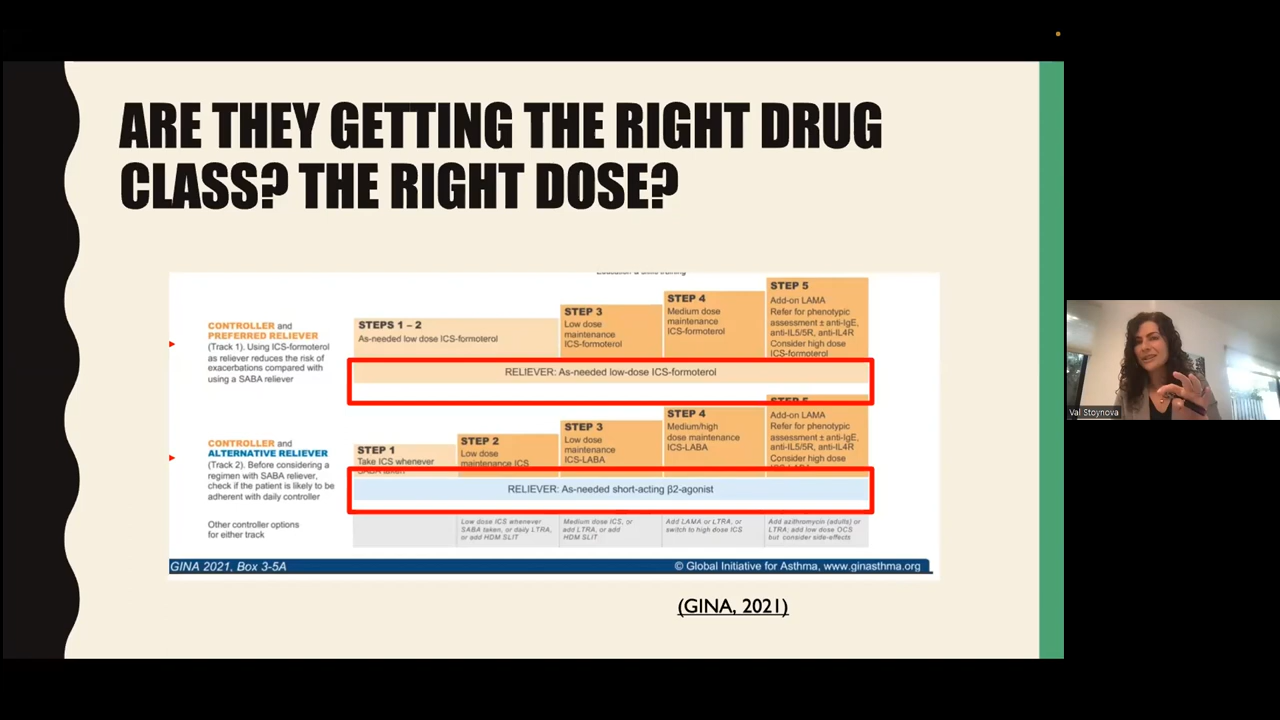 ARE THEY GETTING THE RIGHT DRUG
CLASS? THE RIGHT DOSE?
CONTROLLER and
PREFERRED RELIEVER
(Track 1). Using ICS-formoterol
as reliever reduces the risk of
exacerbations compared with
using a SABA reliever
STEPS 1 – 2
As-needed low dose ICS-formoterol
STEP 3
Low dose
maintenance
ICS-formoterol
STEP 4
Medium dose
maintenance
ICS-formoterol
STEP 5
Add-on LAMA
Refer for phenotypic
assessment ± anti-IgE,
anti-IL5/5R, anti-IL4R
Consider high dose
ICS-formoterol
RELIEVER: As-needed low-dose ICS-formoterol
CONTROLLER and
ALTERNATIVE RELIEVER
(Track 2). Before considering a
regimen with SABA reliever,
check if the patient is likely to be
adherent with daily controller
STEP 1
Take ICS whenever
STEP 2
Low dose
maintenance ICS
STEP 3
Low dose
maintenance
ICS-LABA
STEP 4
Medium/high
dose maintenance
ICS-LABA
STEP 5
Add-on LAMA
Refer for phenotypic
assessment ± anti-IgE,
anti-IL5/5R, anti-IL4R
Consider high dose
RELIEVER: As-needed short-acting β2-agonist
Other controller options
for either track
Low dose ICS whenever
SABA taken, or daily LTRA,
or add HDM SLIT
Medium dose ICS, or
add LTRA, or add
HDM SLIT
Add LAMA or LTRA, or
switch to high dose ICS
Add azithromycin (adults) or
LTRA; add low dose OCS
but consider side-effects
GINA 2021, Box 3-5A
© Global Initiative for Asthma, www.ginasthma.org
(GINA, 2021)
Val Stoynova